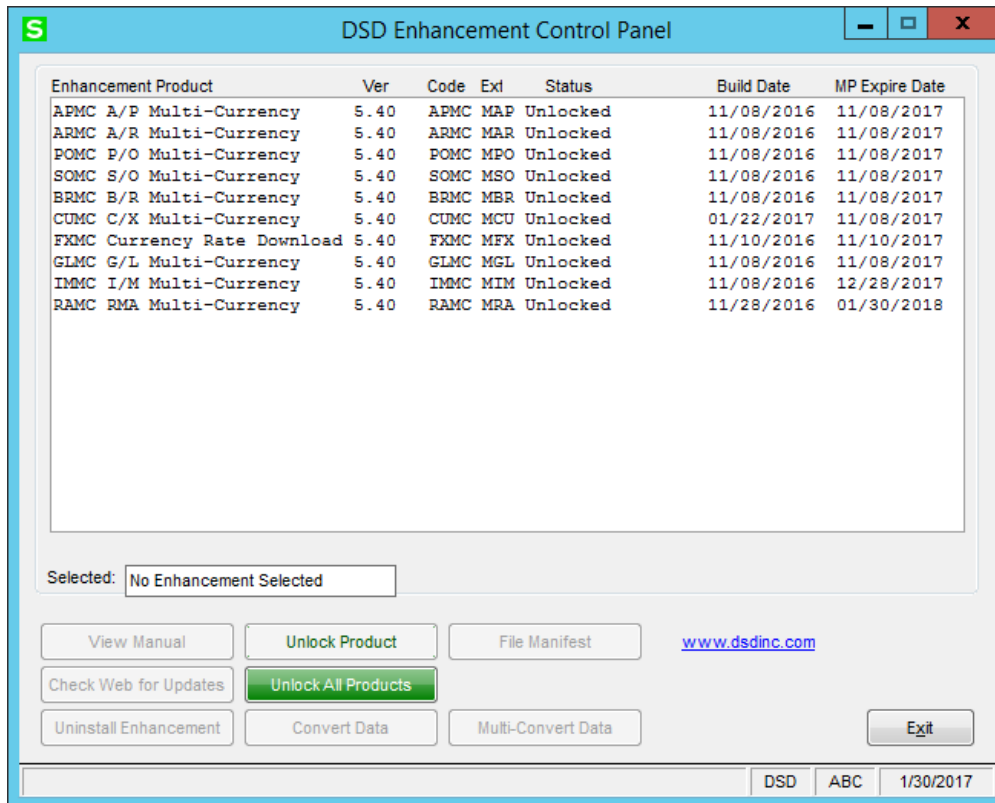 S DSD Enhancement Control Panel X
Enhancement Product Ver Code Ext Status Build Date MP Expire Date
APMC A/P Multi-Currency 5.40 APMC MAP Unlocked 11/08/2016 11/08/2017
ARMC A/R Multi-Currency 5.40 ARMC MAR Unlocked 11/08/2016 11/08/2017
POMC P/O Multi-Currency 5.40 POMC MPO Unlocked 11/08/2016 11/08/2017
SOMC S/O Multi-Currency 5.40 SOMC MSO Unlocked 11/08/2016 11/08/2017
BRMC B/R Multi-Currency 5.40 BRMC MBR Unlocked 11/08/2016 11/08/2017
CUMC C/X Multi-Currency 5.40 CUMC MCU Unlocked 01/22/2017 11/08/2017
FXMC Currency Rate Download 5.40 FXMC MFX Unlocked 11/10/2016 11/10/2017
GLMC G/L Multi-Currency 5.40 GLMC MGL Unlocked 11/08/2016 11/08/2017
IMMC I/M Multi-Currency 5.40 IMMC MIM Unlocked 11/08/2016 12/28/2017
RAMC RMA Multi-Currency 5.40 RAMC MRA Unlocked 11/28/2016 01/30/2018
Selected: No Enhancement Selected
View Manual Unlock Product File Manifest www.dsdinc.com
Check Web for Updates Unlock All Products
Uninstall Enhancement Convert Data Multi-Convert Data Exit
DSD ABC 1/30/2017